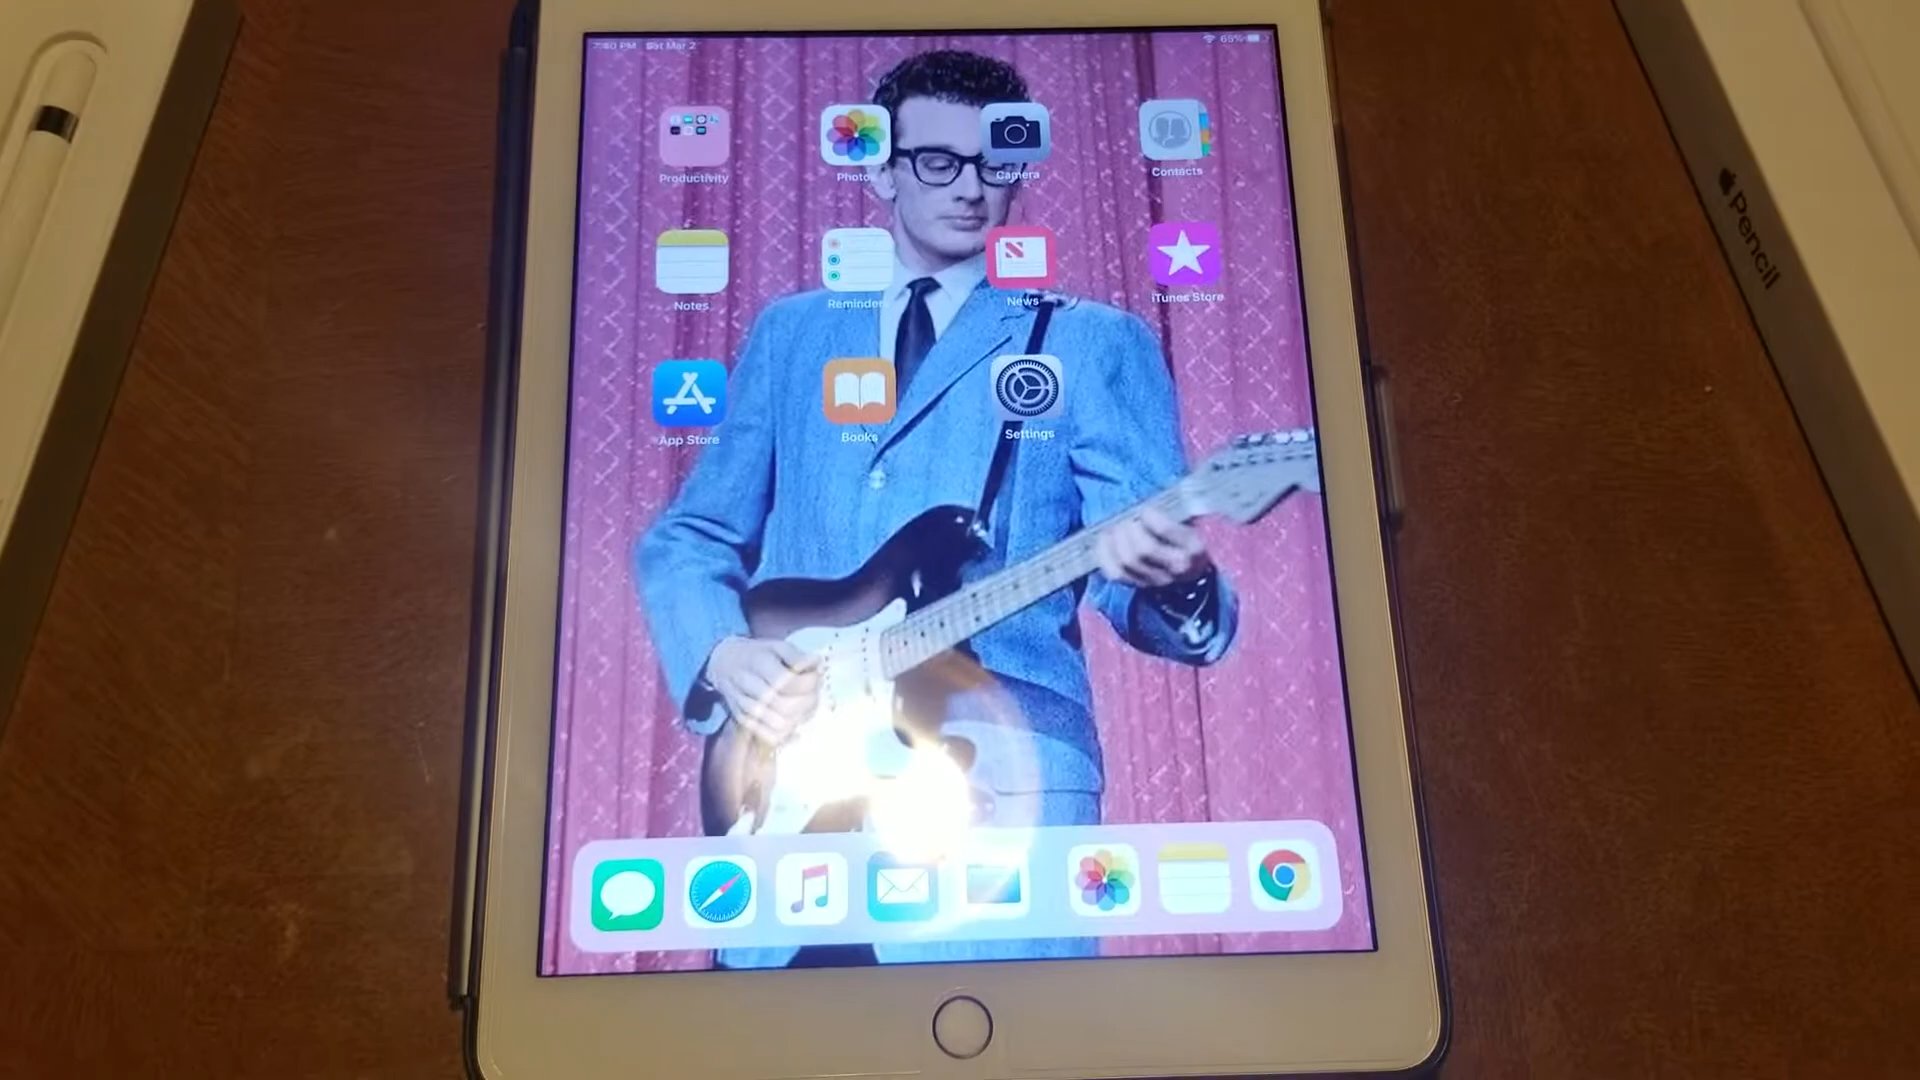 7:40 PM Sat Mar 2
65%
Productivity
Photos
Camera
Contacts
Notes
Reminders
News
iTunes Store
App Store
Books
Settings
Pencil